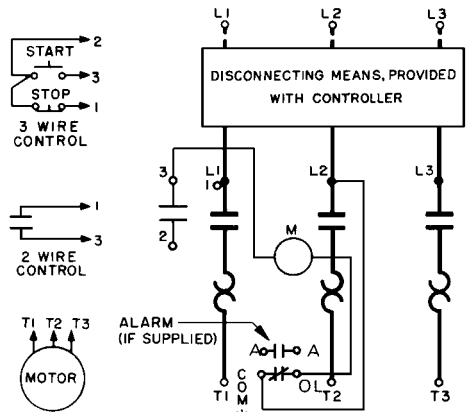 L1 L2 L3
2
START
3
STOP
1
3 WIRE
CONTROL
DISCONNECTING MEANS, PROVIDED
WITH CONTROLLER
3
L1
1
L2
L3
2
M
1
3
2 WIRE
CONTROL
T1 T2 T3
MOTOR
ALARM
(IF SUPPLIED)
A A
COM
OL
T1 T2 T3